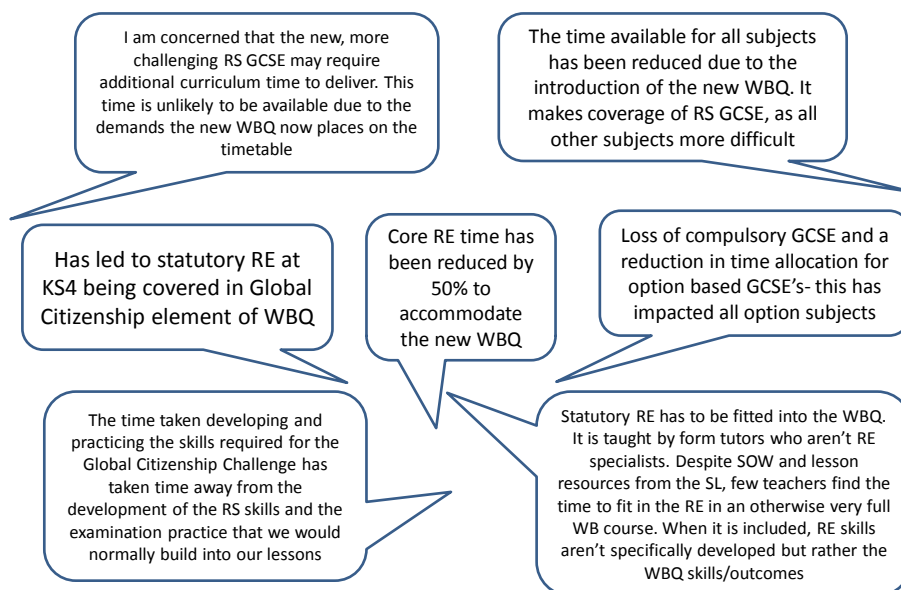 I am concerned that the new, more
challenging RS GCSE may require
additional curriculum time to deliver. This
time is unlikely to be available due to the
demands the new WBQ now places on the
timetable
The time available for all subjects
has been reduced due to the
introduction of the new WBQ. It
makes coverage of RS GCSE, as all
other subjects more difficult
Has led to statutory RE at
KS4 being covered in Global
Citizenship element of WBQ
Core RE time has
been reduced by
50% to
accommodate
the new WBQ
Loss of compulsory GCSE and a
reduction in time allocation for
option based GCSE's- this has
impacted all option subjects
The time taken developing and
practicing the skills required for the
Global Citizenship Challenge has
taken time away from the
development of the RS skills and the
examination practice that we would
normally build into our lessons
Statutory RE has to be fitted into the WBQ.
It is taught by form tutors who aren't RE
specialists. Despite SOW and lesson
resources from the SL, few teachers find the
time to fit in the RE in an otherwise very full
WB course. When it is included, RE skills
aren't specifically developed but rather the
WBQ skills/outcomes